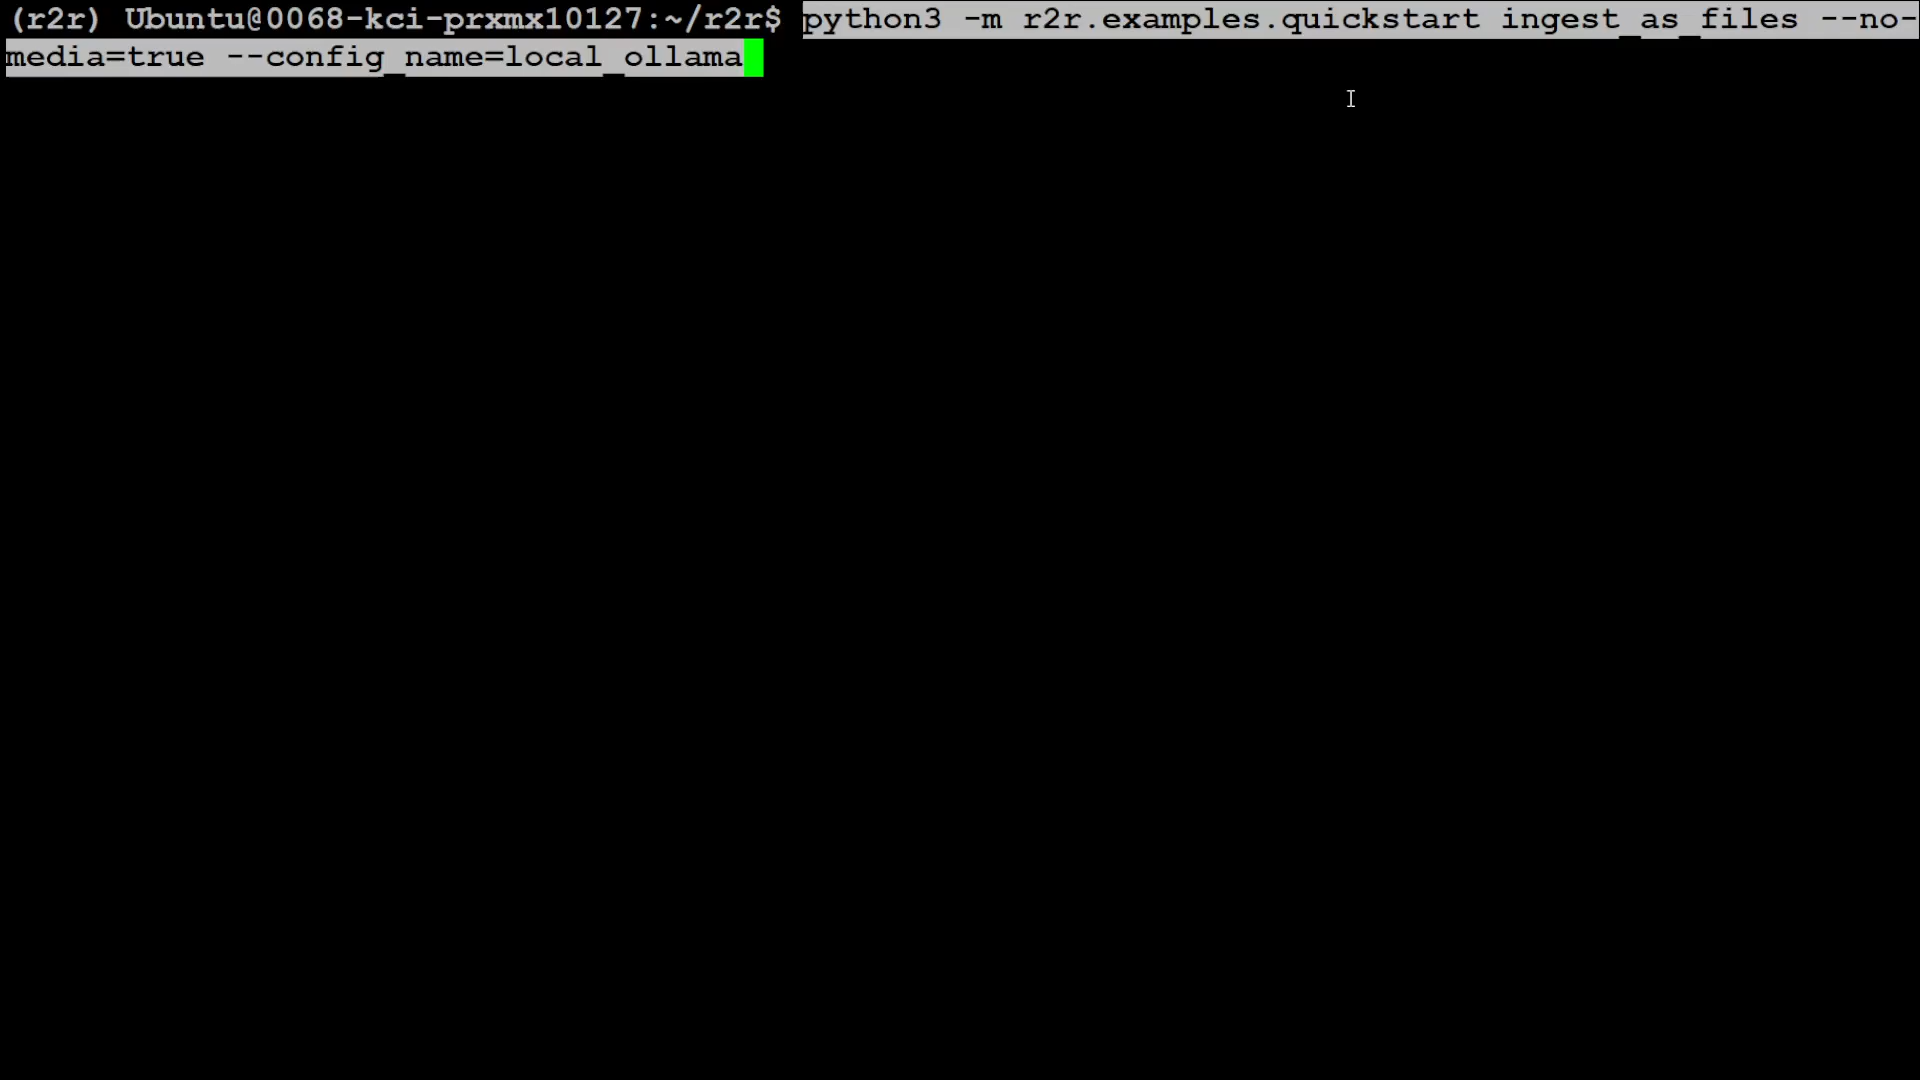 (r2r) Ubuntu@0068-kci-prxmx10127:~/r2r$ python3 -m r2r.examples.quickstart ingest_as_files --no-
media=true --config_name=local_ollama